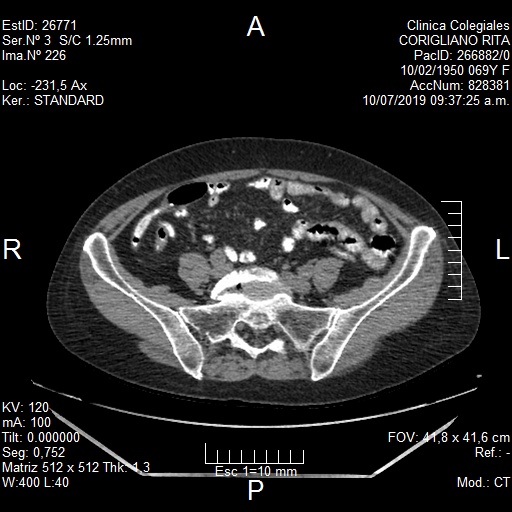 EstID: 26771
Ser.Nº 3 S/C 1.25mm
Ima.Nº 226
Loc: -231,5 Ax
Ker.: STANDARD
A
Clinica Colegiales
CORIGLIANO RITA
PacID: 266882/0
10/02/1950 069Y F
AccNum: 828381
10/07/2019 09:37:25 a.m.
R
L
KV: 120
mA: 100
Tilt: 0.000000
Seg: 0,752
Matriz 512 x 512 Thk: 1.3
W:400 L:40
Esc 1=10 mm
P
FOV: 41,8 x 41,6 cm
Ref.: -
Mod.: CT